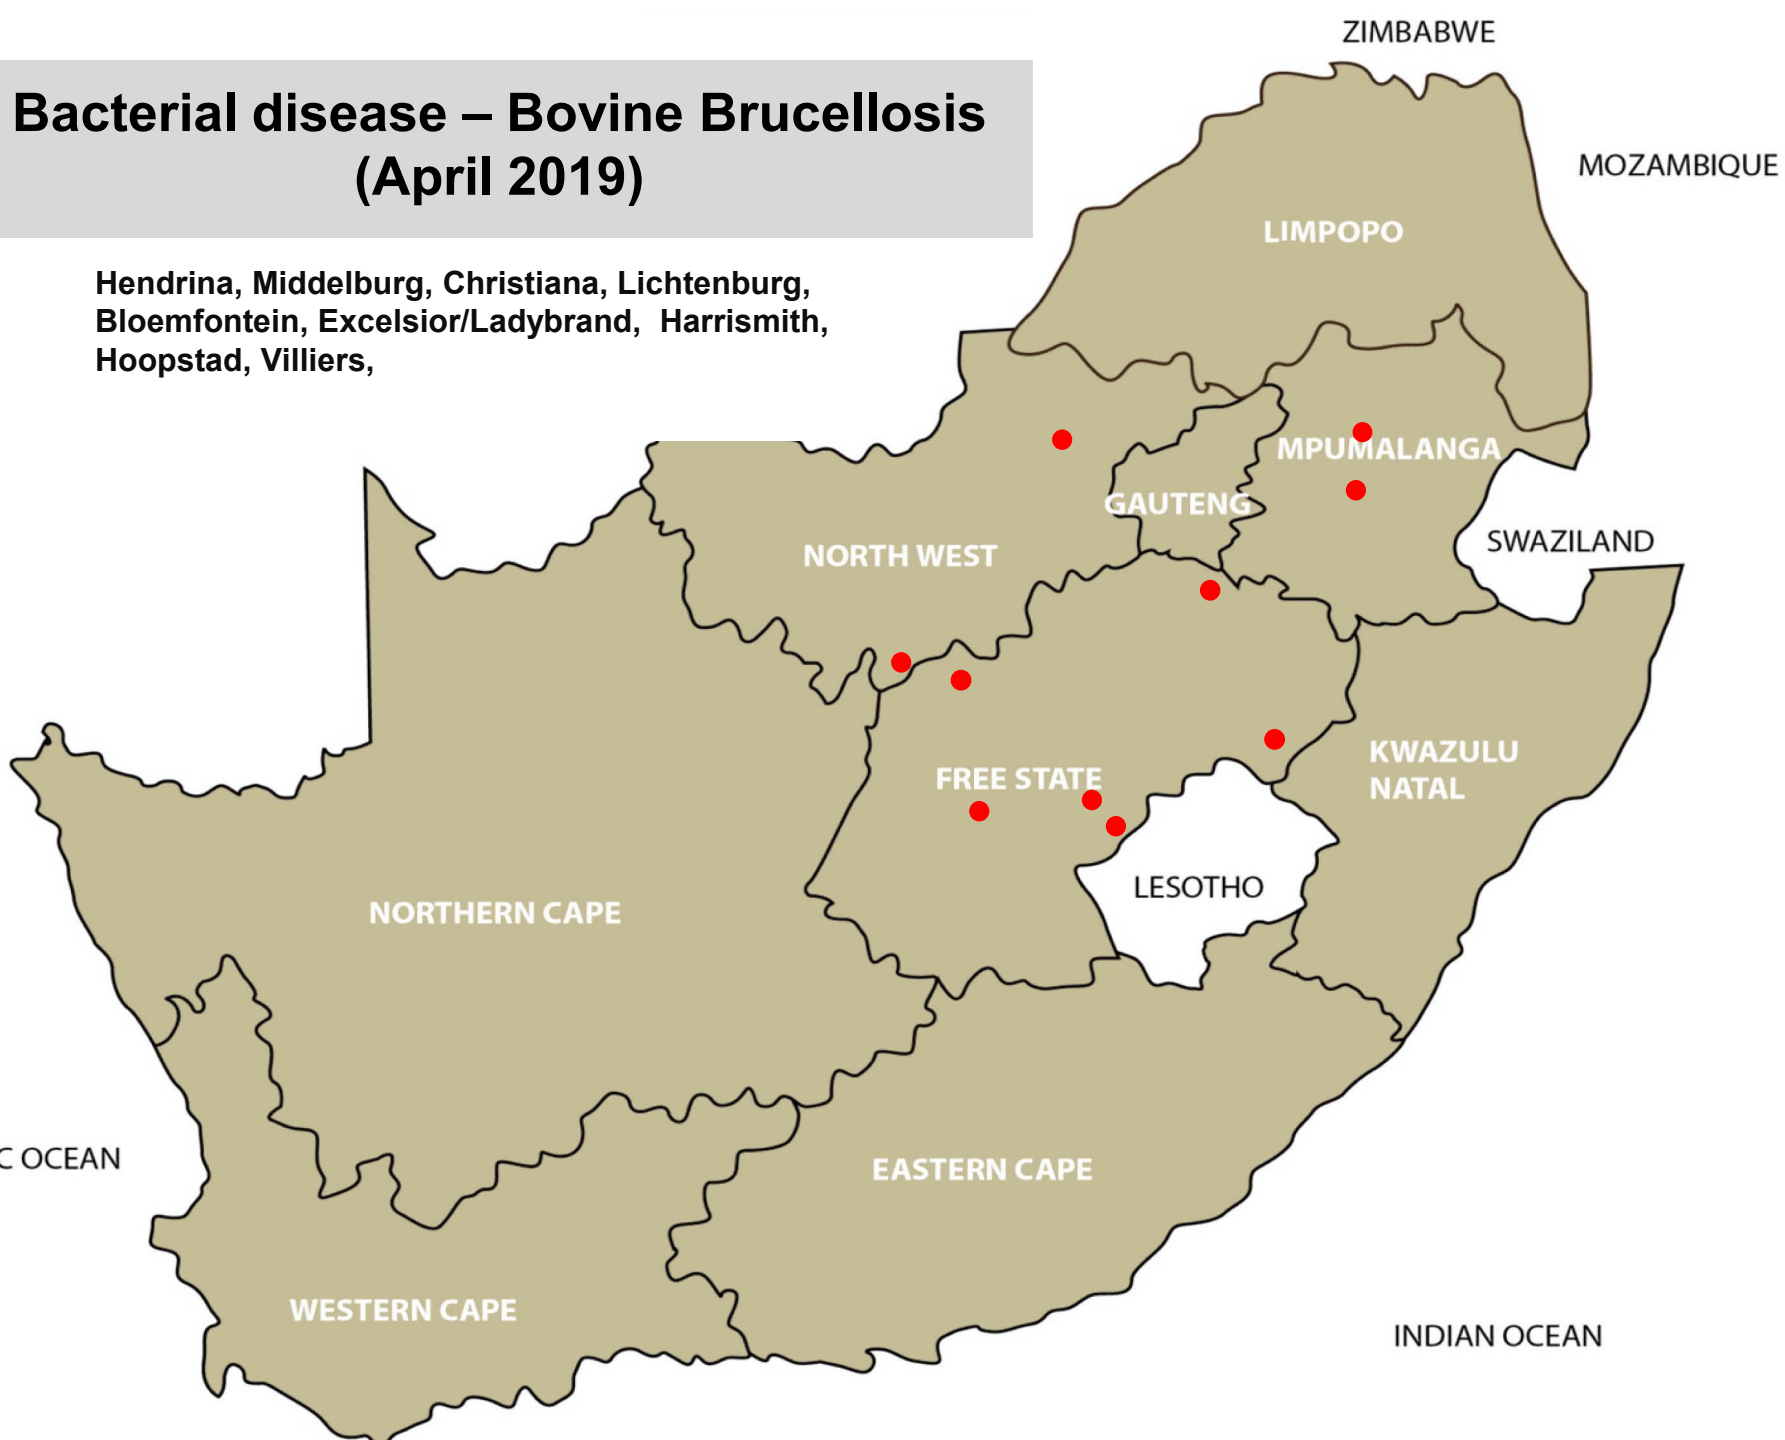 ZIMBABWE
Bacterial disease – Bovine Brucellosis
(April 2019)
MOZAMBIQUE
LIMPOPO
Hendrina, Middelburg, Christiana, Lichtenburg,
Bloemfontein, Excelsior/Ladybrand, Harrismith,
Hoopstad, Villiers,
MPUMALANGA
GAUTENG
SWAZILAND
NORTH WEST
KWAZULU
NATAL
FREE STATE
LESOTHO
NORTHERN CAPE
C OCEAN
EASTERN CAPE
WESTERN CAPE
INDIAN OCEAN